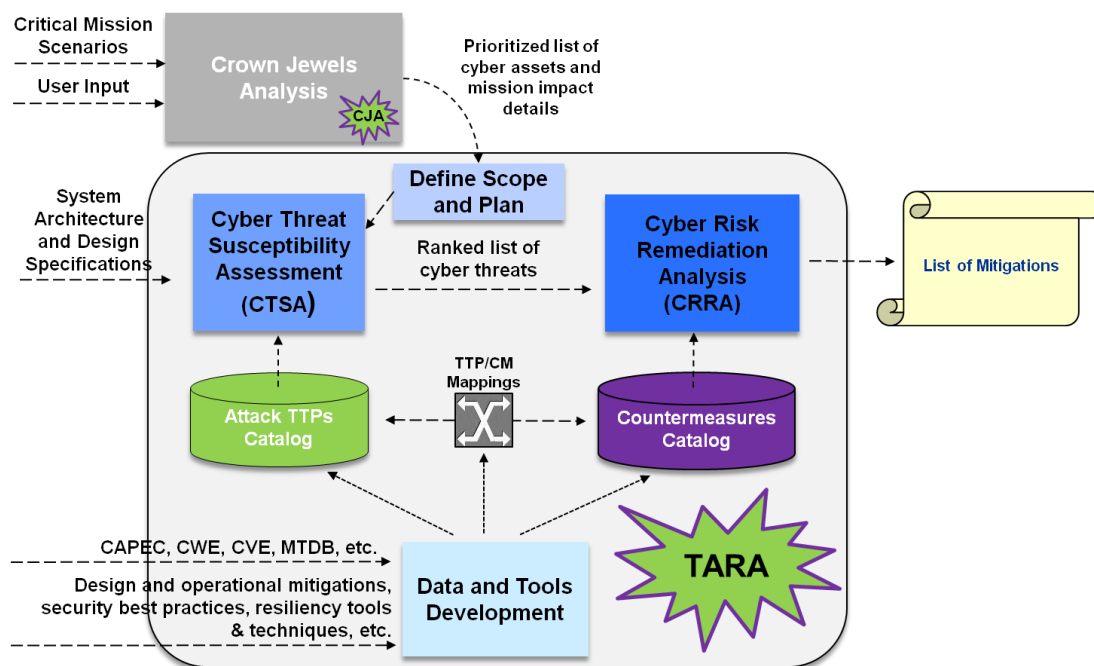 Critical Mission
Scenarios
User Input
Crown Jewels
Analysis
CJA
Prioritized list of
cyber assets and
mission impact
details
Define Scope
and Plan
System
Architecture
and Design
Specifications
Cyber Threat
Susceptibility
Assessment
(CTSA)
Ranked list of
cyber threats
Cyber Risk
Remediation
Analysis
(CRRA)
List of Mitigations
TTP/CM
Mappings
Attack TTPs
Catalog
Countermeasures
Catalog
CAPEC, CWE, CVE, MTDB, etc.
Design and operational mitigations,
security best practices, resiliency tools
& techniques, etc.
Data and Tools
Development
TARA